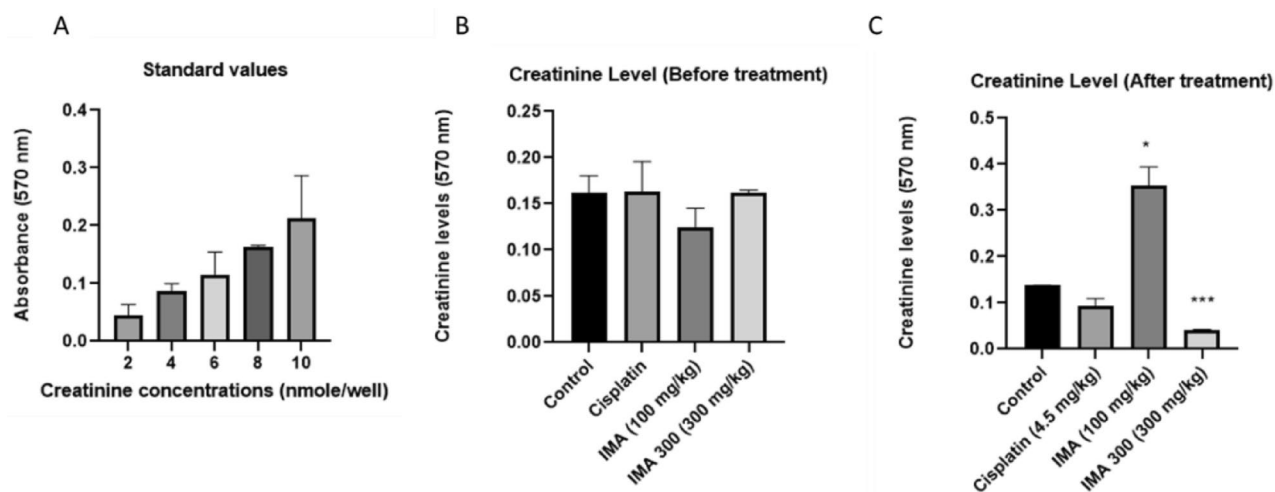 A
Standard values
Absorbance (570 nm)
0.4
0.3
0.2
0.1
0.0
2 4 6 8 10
Creatinine concentrations (nmole/well)
B
Creatinine Level (Before treatment)
Creatinine levels (570 nm)
0.25
0.20
0.15
0.10
0.05
0.00
Control
Cisplatin
IMA (100 mg/kg)
IMA 300 (300 mg/kg)
C
Creatinine Level (After treatment)
Creatinine levels (570 nm)
0.5
0.4
0.3
0.2
0.1
0.0
*
***
Control
Cisplatin (4.5 mg/kg)
IMA (100 mg/kg)
IMA 300 (300 mg/kg)